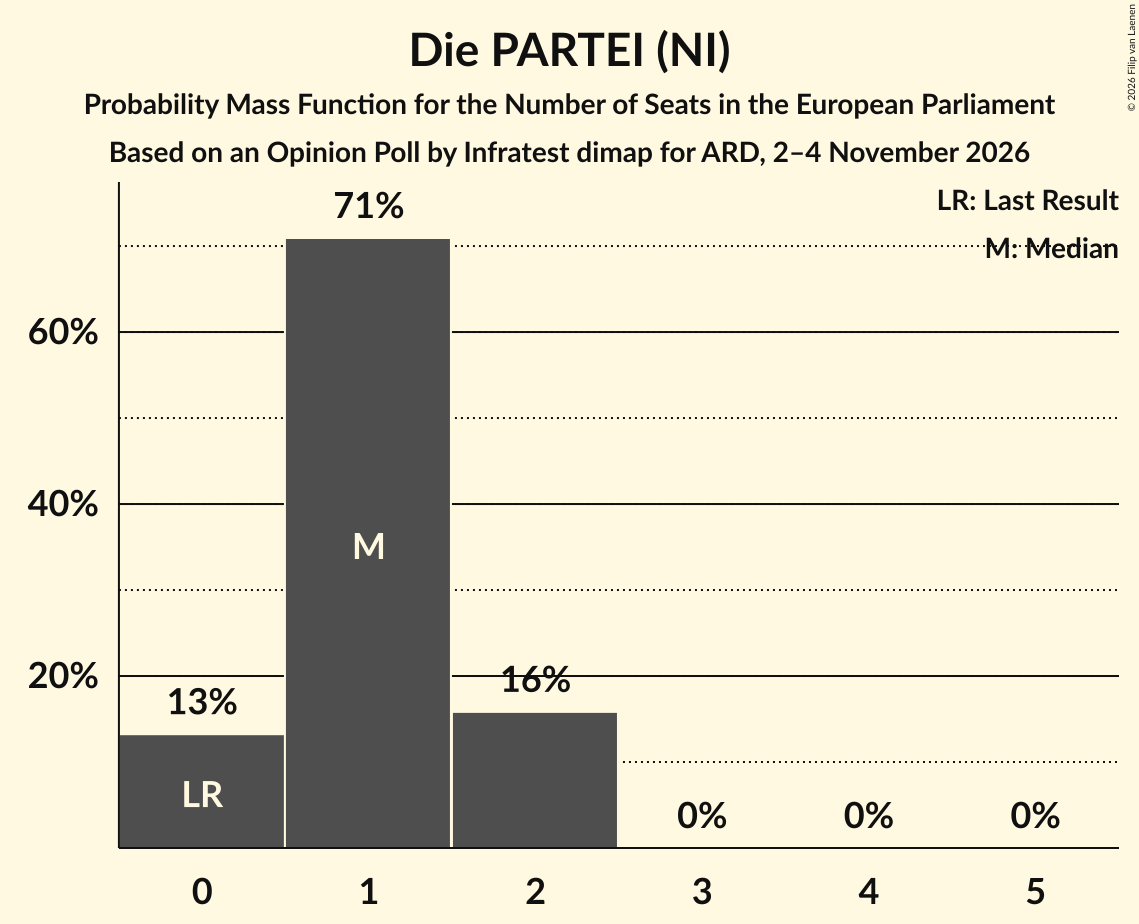 Die PARTEI (NI)
Probability Mass Function for the Number of Seats in the European Parliament
Based on an Opinion Poll by Infratest dimap for ARD, 2–4 November 2026
© 2026 Filip van Laenen
LR: Last Result
M: Median
71%
60%
40%
M
20%
16%
13%
LR
0%
0%
0%
0
1
2
3
4
5